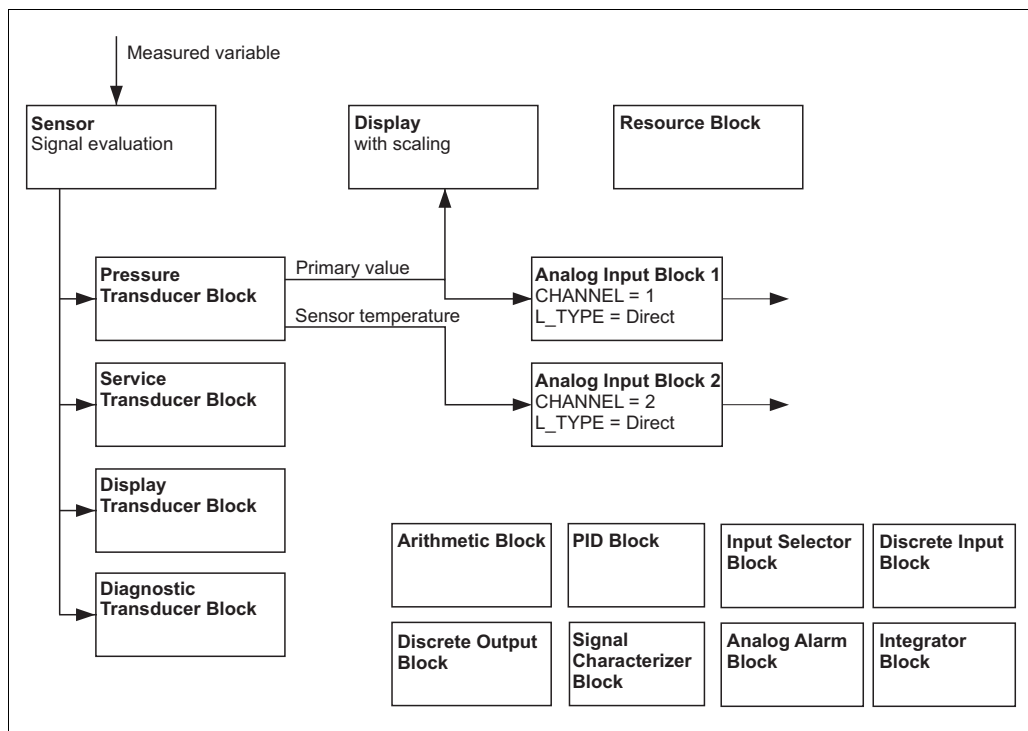 Measured variable
Sensor
Signal evaluation
Display
with scaling
Resource Block
Pressure
Transducer Block
Primary value
Sensor temperature
Analog Input Block 1
CHANNEL = 1
L_TYPE = Direct
Service
Transducer Block
Analog Input Block 2
CHANNEL = 2
L_TYPE = Direct
Display
Transducer Block
Diagnostic
Transducer Block
Arithmetic Block
PID Block
Input Selector
Block
Discrete Input
Block
Discrete Output
Block
Signal
Characterizer
Block
Analog Alarm
Block
Integrator
Block